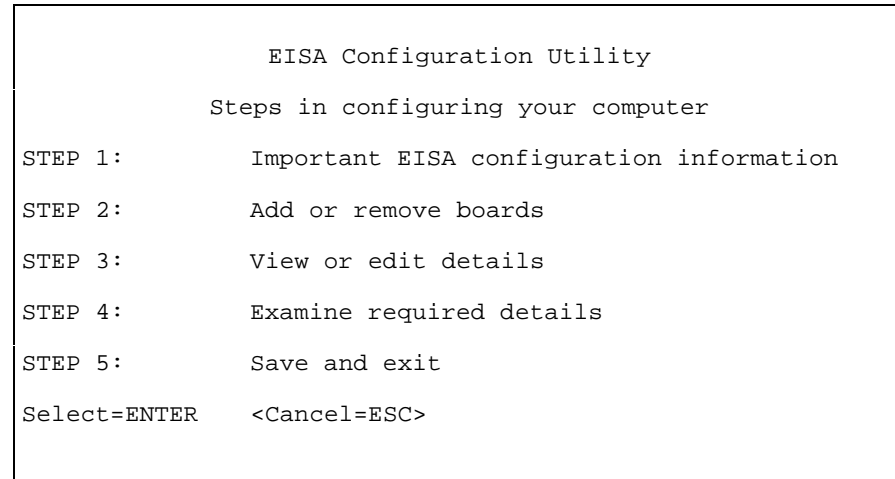 EISA Configuration Utility
Steps in configuring your computer
STEP 1: Important EISA configuration information
STEP 2: Add or remove boards
STEP 3: View or edit details
STEP 4: Examine required details
STEP 5: Save and exit
Select=ENTER <Cancel=ESC>